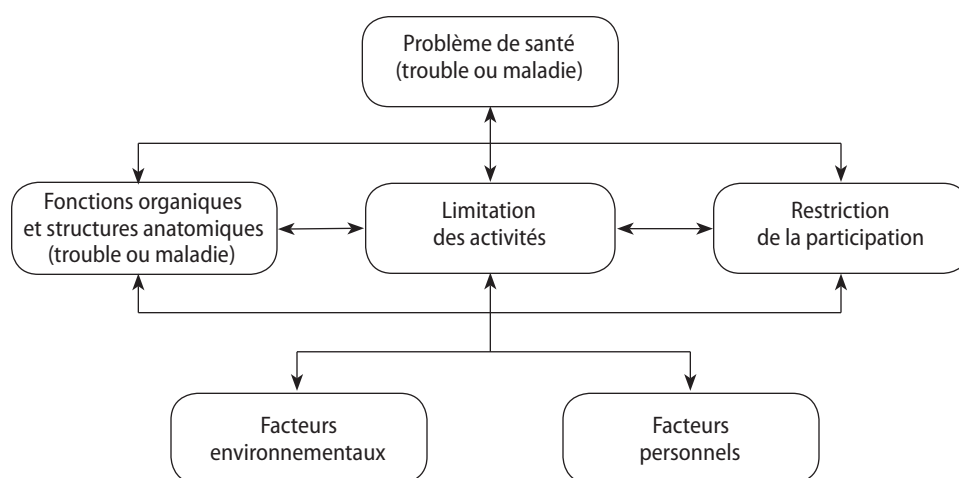 Problème de santé
(trouble ou maladie)
Fonctions organiques
et structures anatomiques
(trouble ou maladie)
Limitation
des activités
Restriction
de la participation
Facteurs
environnementaux
Facteurs
personnels